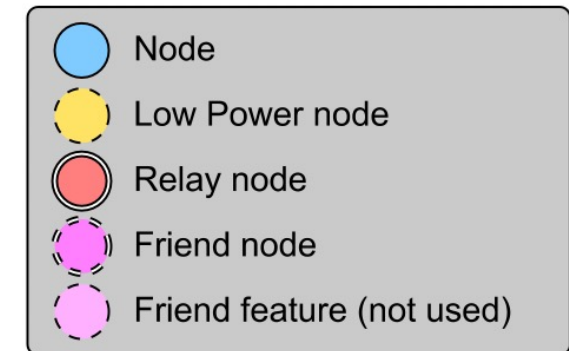 Node
Low Power node
Relay node
Friend node
Friend feature (not used)